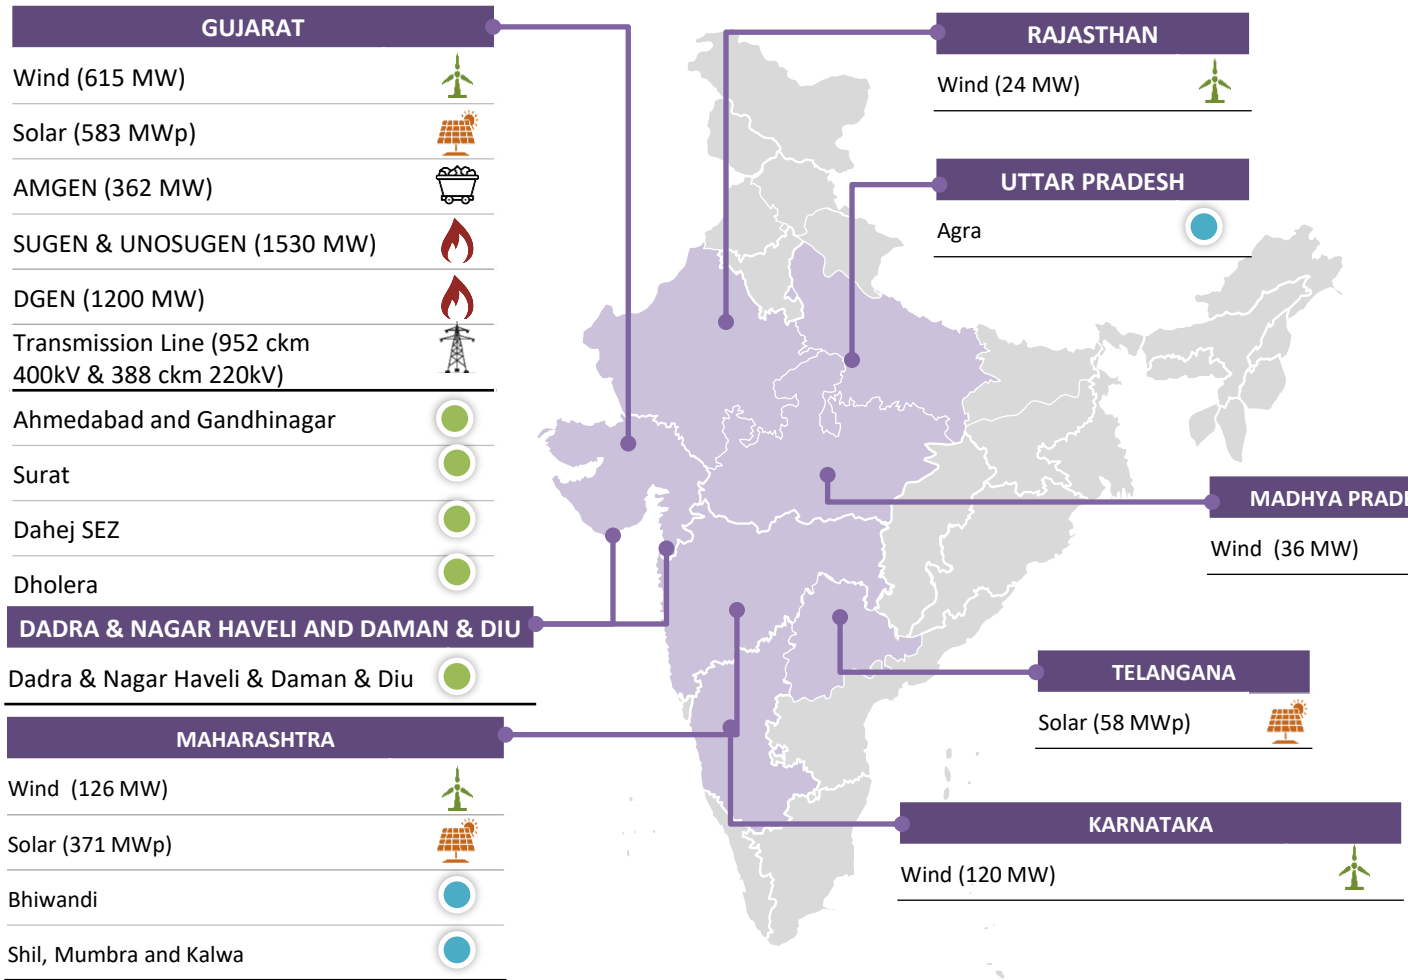 GUJARAT
Wind (615 MW)
Solar (583 MWp)
AMGEN (362 MW)
SUGEN & UNOSUGEN (1530 MW)
DGEN (1200 MW)
Transmission Line (952 ckm
400kV & 388 ckm 220kV)
Ahmedabad and Gandhinagar
Surat
Dahej SEZ
Dholera
DADRA & NAGAR HAVELI AND DAMAN & DIU
Dadra & Nagar Haveli & Daman & Diu
MAHARASHTRA
Wind (126 MW)
Solar (371 MWp)
Bhiwandi
Shil, Mumbra and Kalwa
RAJASTHAN
Wind (24 MW)
UTTAR PRADESH
Agra
MADHYA PRADE
Wind (36 MW)
TELANGANA
Solar (58 MWp)
KARNATAKA
Wind (120 MW)